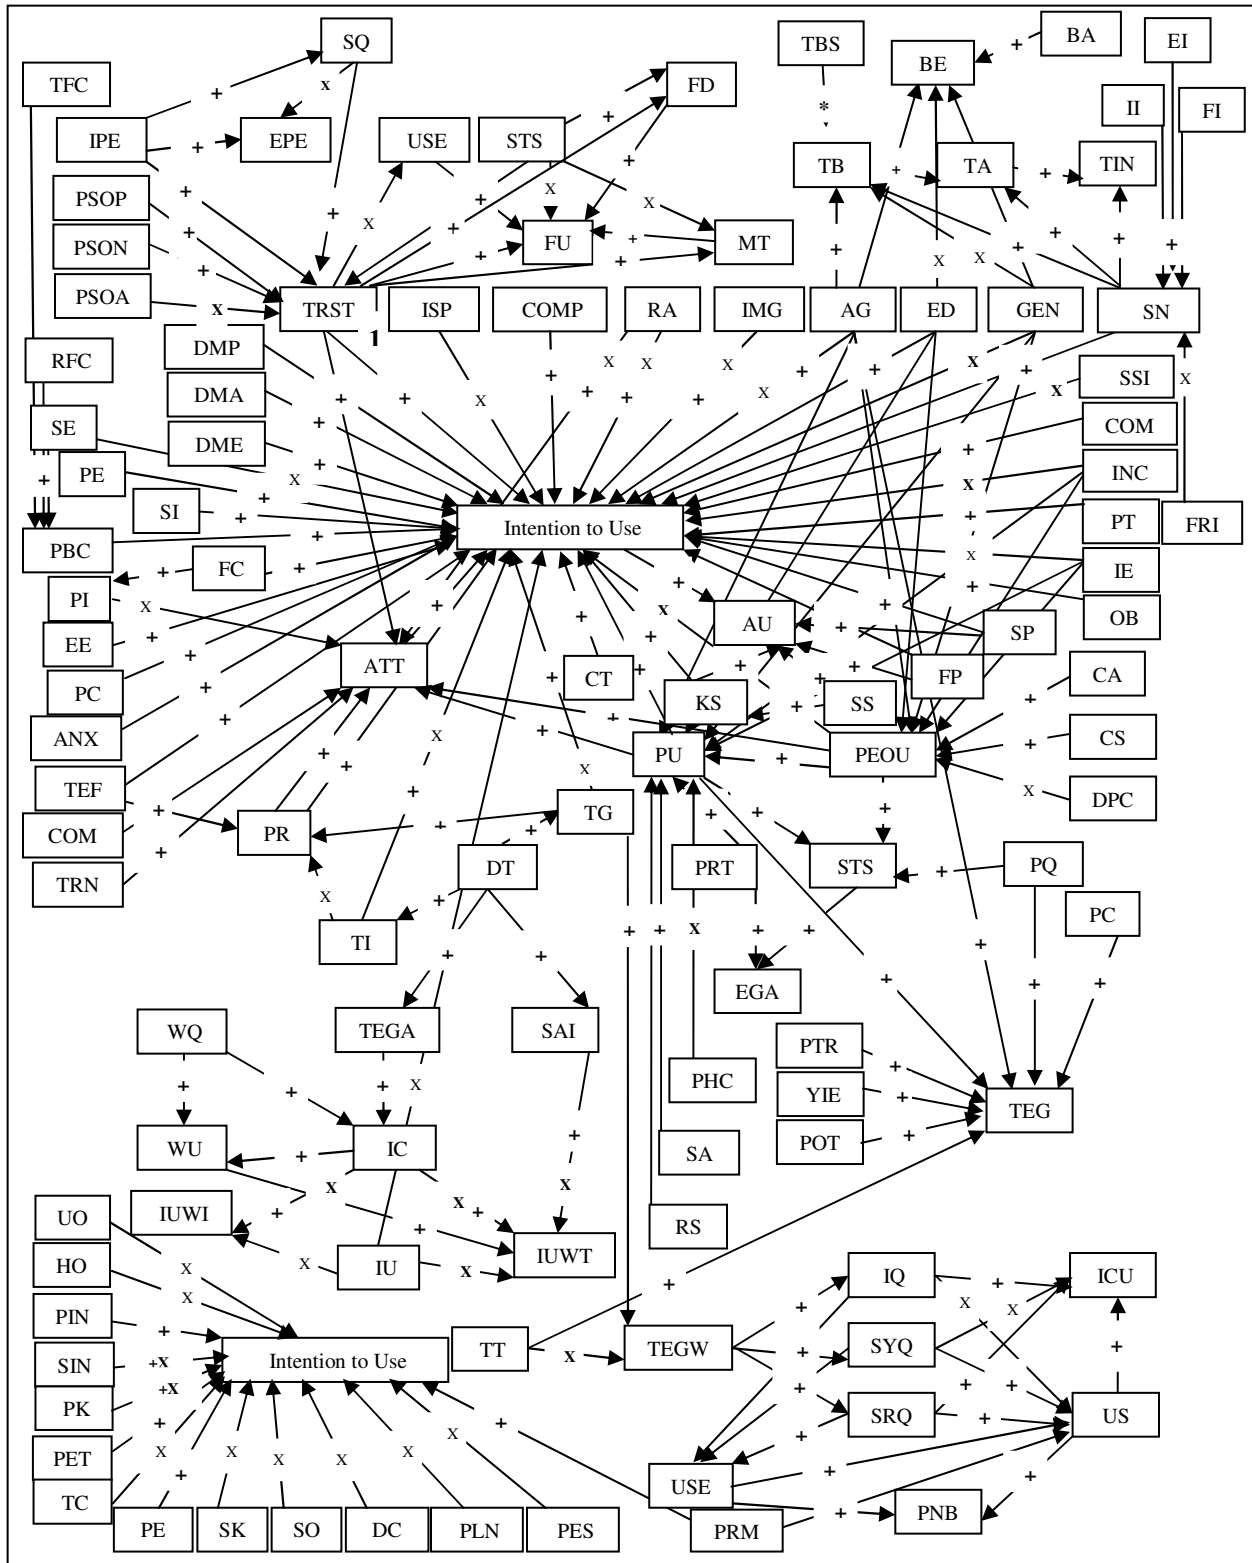 SQ
TBS
BA
EI
BE
TFC
FD
II
FI
IPE
EPE
USE
STS
TB
TA
TIN
PSOP
PSON
FU
MT
PSOA
TRST
ISP
COMP
RA
IMG
AG
ED
GEN
SN
DMP
RFC
SSI
DMA
SE
DME
COM
PE
INC
SI
Intention to Use
PT
FRI
PBC
FC
IE
PI
AU
OB
EE
SP
ATT
CT
FP
CA
PC
KS
SS
ANX
PU
PEOU
CS
TEF
TG
DPC
COM
PR
DT
PRT
STS
PQ
TRN
PC
TI
EGA
WQ
TEGA
SAI
PTR
PHC
YIE
TEG
WU
IC
SA
POT
UO
IUWI
RS
HO
IU
IUWT
IQ
ICU
PIN
SIN
Intention to Use
TT
TEGW
SYQ
PK
SRQ
US
PET
TC
USE
PE
SK
SO
DC
PLN
PES
PRM
PNB